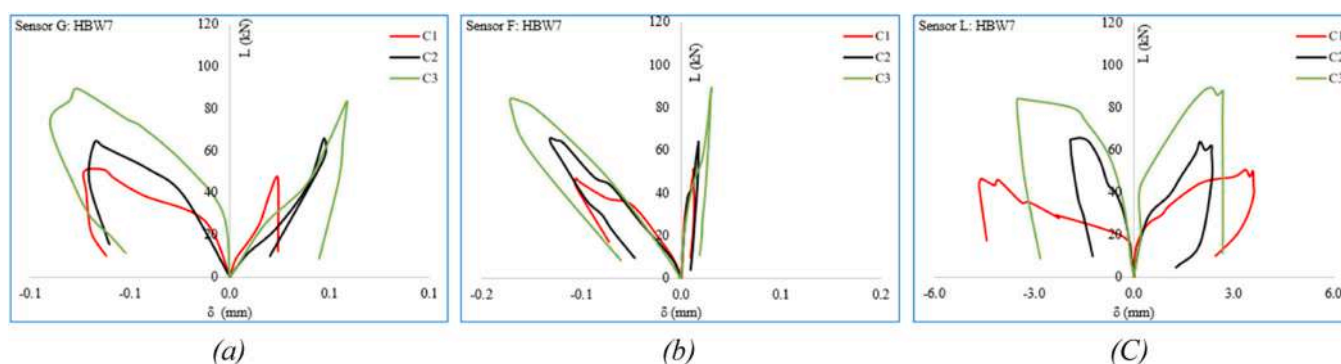 Sensor G: HBW7
L (kN)
120
100
80
60
40
20
0
-0.1
-0.1
0.0
0.1
0.1
δ (mm)
C1
C2
C3
(a)
Sensor F: HBW7
L (kN)
120
100
80
60
40
20
0
-0.2
-0.1
0.0
0.1
0.2
δ (mm)
C1
C2
C3
(b)
Sensor L: HBW7
L (kN)
120
100
80
60
40
20
0
-6.0
-3.0
0.0
3.0
6.0
δ (mm)
C1
C2
C3
(C)